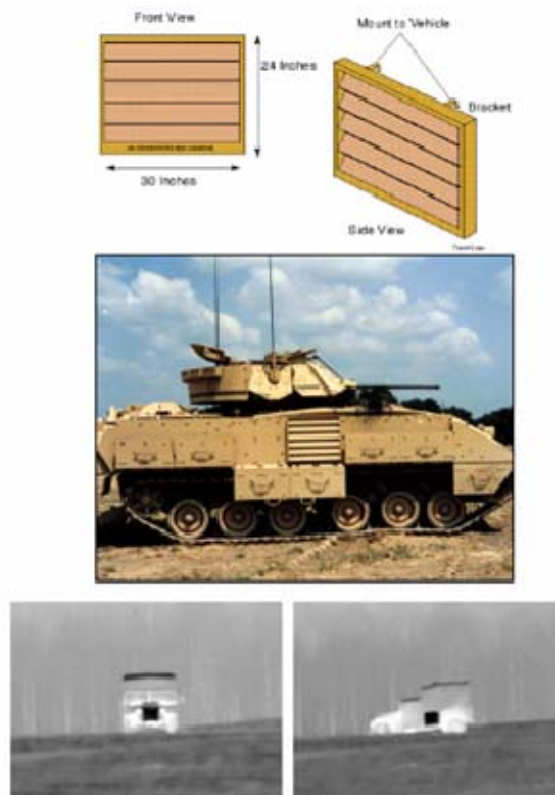 Front View
Mount to Vehicle
24 Inches
Bracket
30 Inches
Side View